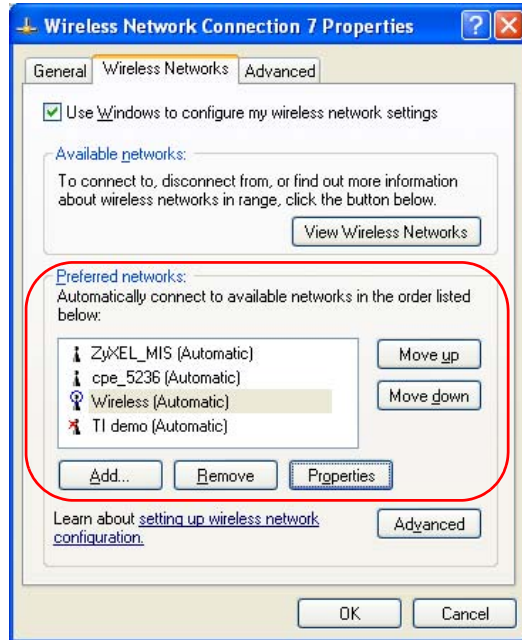 Wireless Network Connection 7 Properties
General Wireless Networks Advanced
Use Windows to configure my wireless network settings
Available networks:
To connect to, disconnect from, or find out more information
about wireless networks in range, click the button below.
View Wireless Networks
Preferred networks:
Automatically connect to available networks in the order listed
below:
ZyXEL_MIS (Automatic)
cpe_5236 (Automatic)
Wireless (Automatic)
TI demo (Automatic)
Move up
Move down
Add... Remove Properties
Learn about setting up wireless network
configuration.
Advanced
OK Cancel